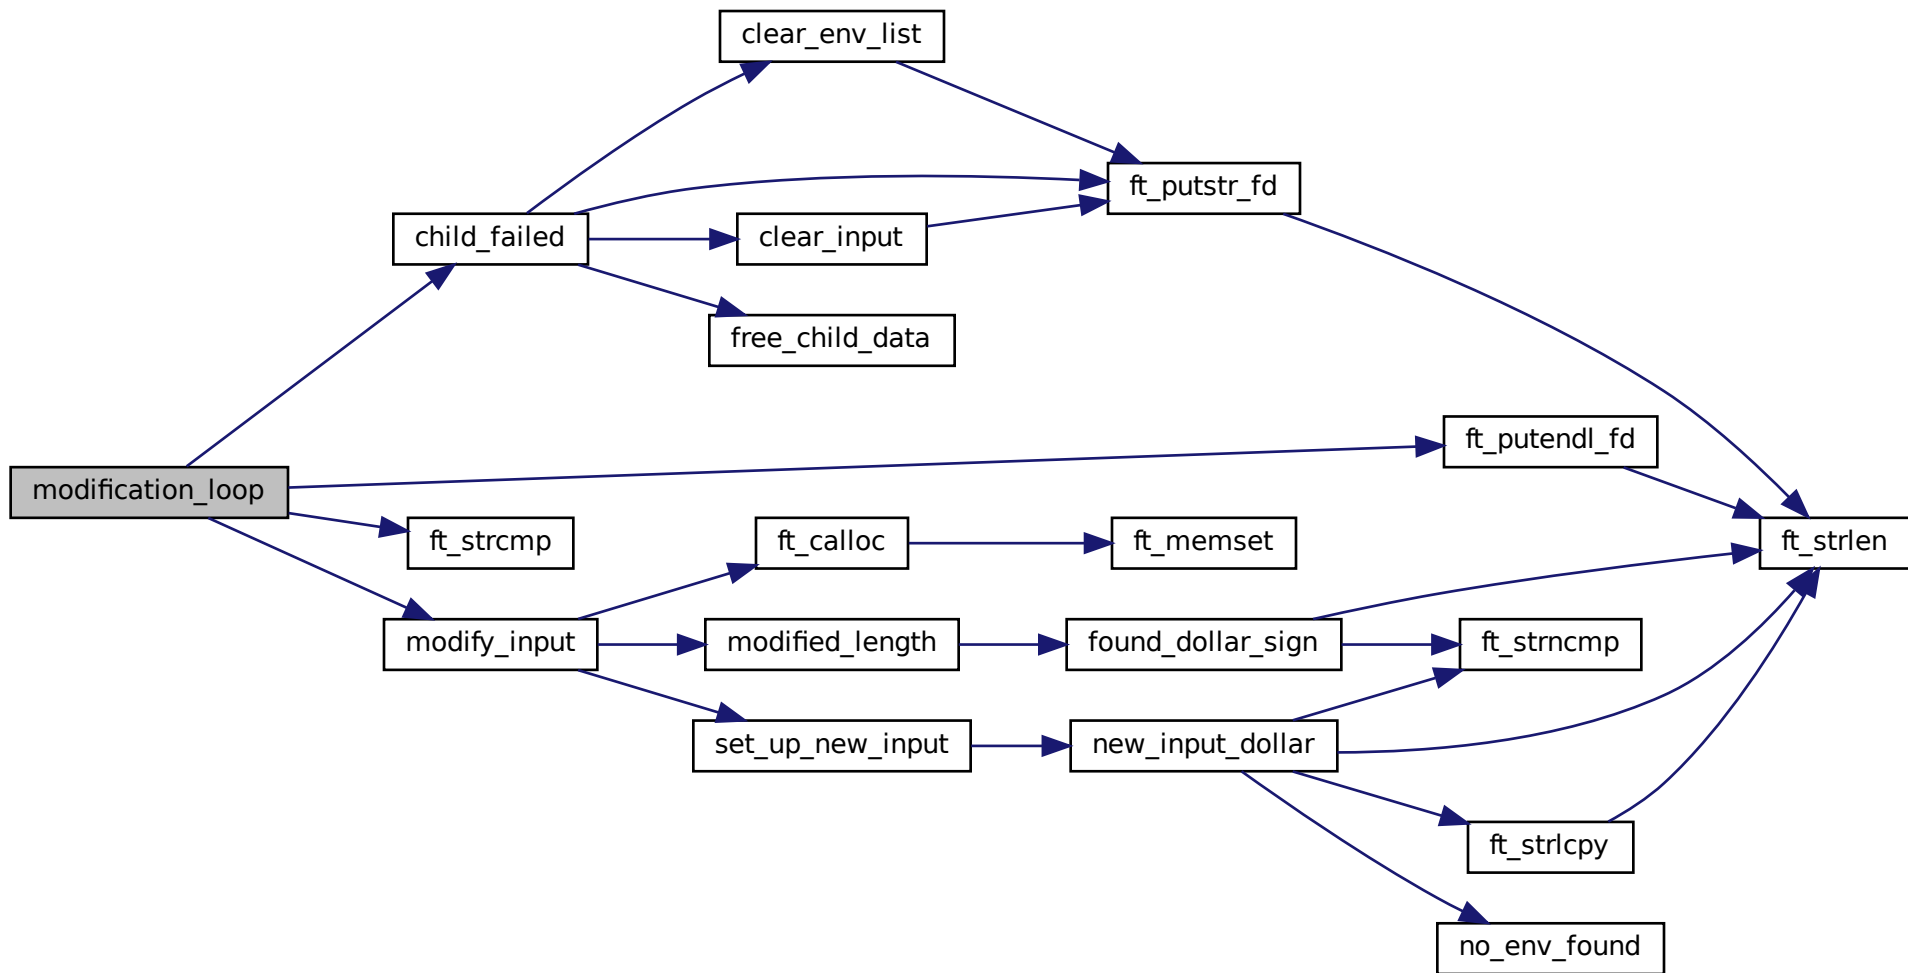 clear_env_list
ft_putstr_fd
child_failed
clear_input
free_child_data
ft_putendl_fd
modification_loop
ft_strcmp
ft_calloc
ft_memset
ft_strlen
modify_input
modified_length
found_dollar_sign
ft_strncmp
set_up_new_input
new_input_dollar
ft_strlcpy
no_env_found